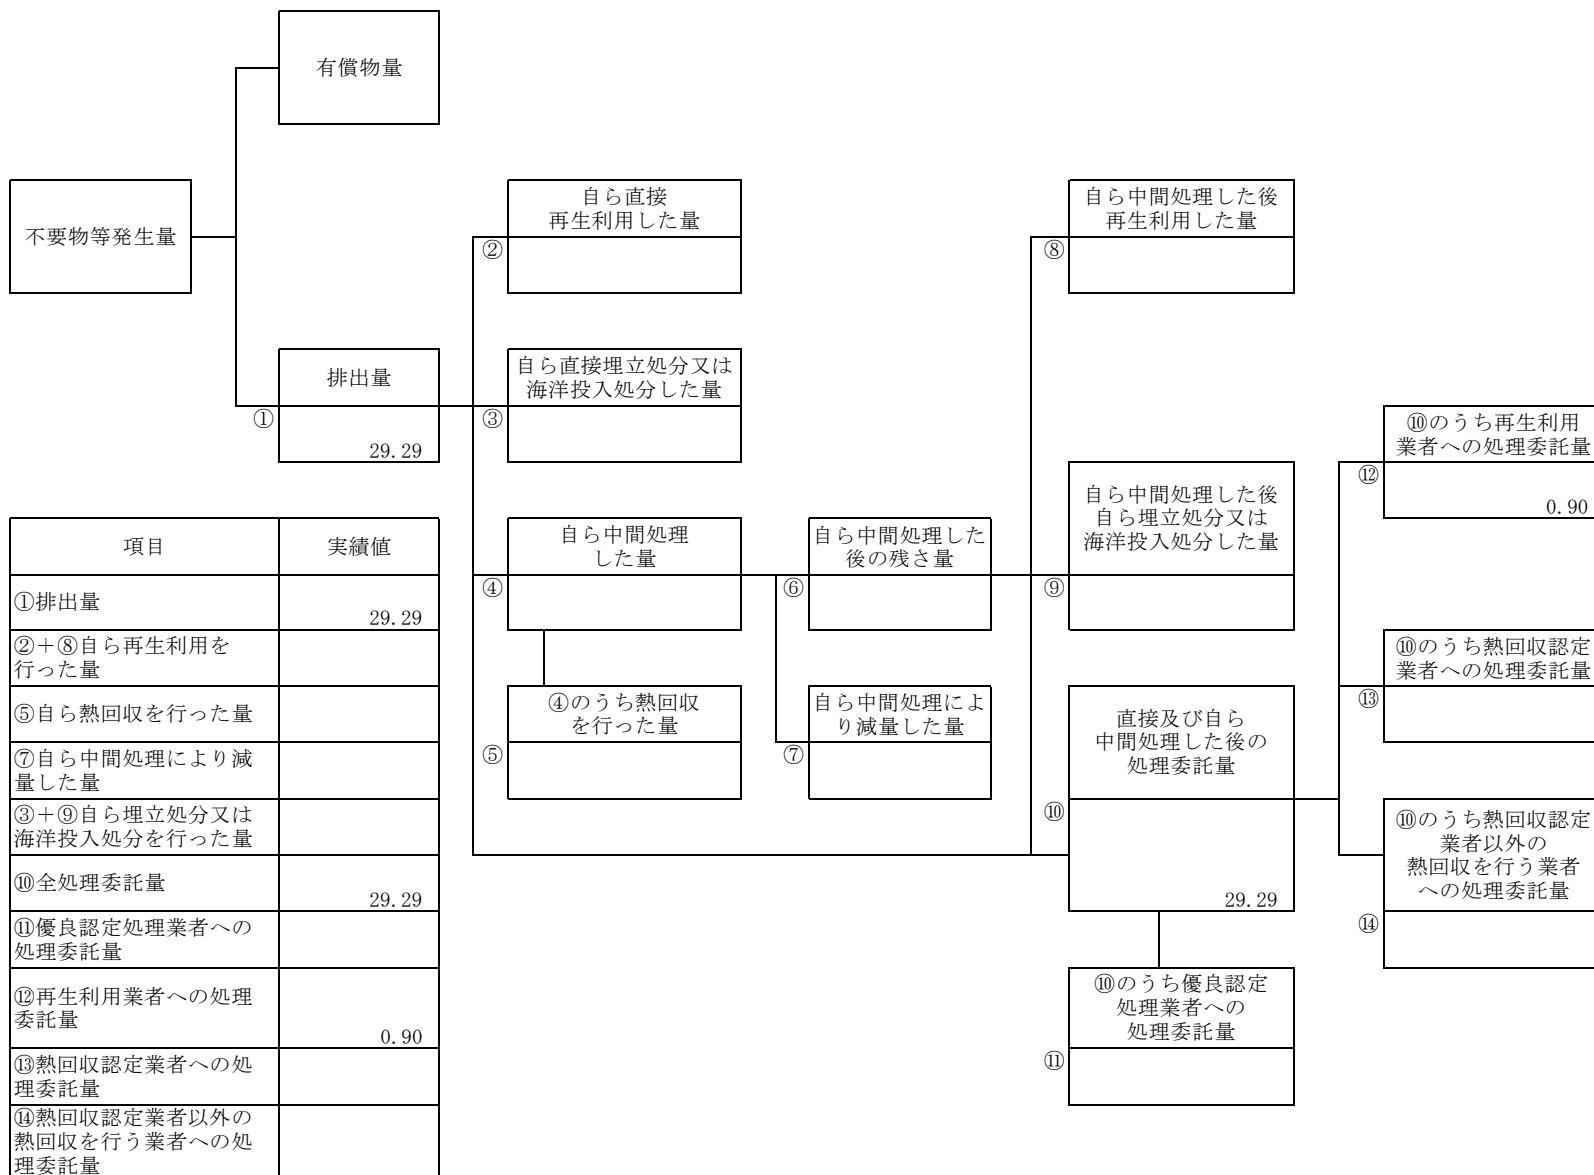 有償物量
不要物等発生量
排出量
①
29.29
自ら直接
再生利用した量
②
自ら直接埋立処分又は
海洋投入処分した量
③
自ら中間処理
した量
④
④のうち熱回収
を行った量
⑤
自ら中間処理した
後の残さ量
⑥
自ら中間処理によ
り減量した量
⑦
自ら中間処理した後
再生利用した量
⑧
自ら中間処理した後
自ら埋立処分又は
海洋投入処分した量
⑨
直接及び自ら
中間処理した後の
処理委託量
⑩
29.29
⑩のうち優良認定
処理業者への
処理委託量
⑪
⑩のうち再生利用
業者への処理委託量
⑫
0.90
⑩のうち熱回収認定
業者への処理委託量
⑬
⑩のうち熱回収認定
業者以外の
熱回収を行う業者
への処理委託量
⑭
項目 実績値
①排出量 29.29
②+⑧自ら再生利用を
行った量
⑤自ら熱回収を行った量
⑦自ら中間処理により減
量した量
③+⑨自ら埋立処分又は
海洋投入処分を行った量
⑩全処理委託量 29.29
⑪優良認定処理業者への
処理委託量
⑫再生利用業者への処理
委託量 0.90
⑬熱回収認定業者への処
理委託量
⑭熱回収認定業者以外の
熱回収を行う業者への処
理委託量